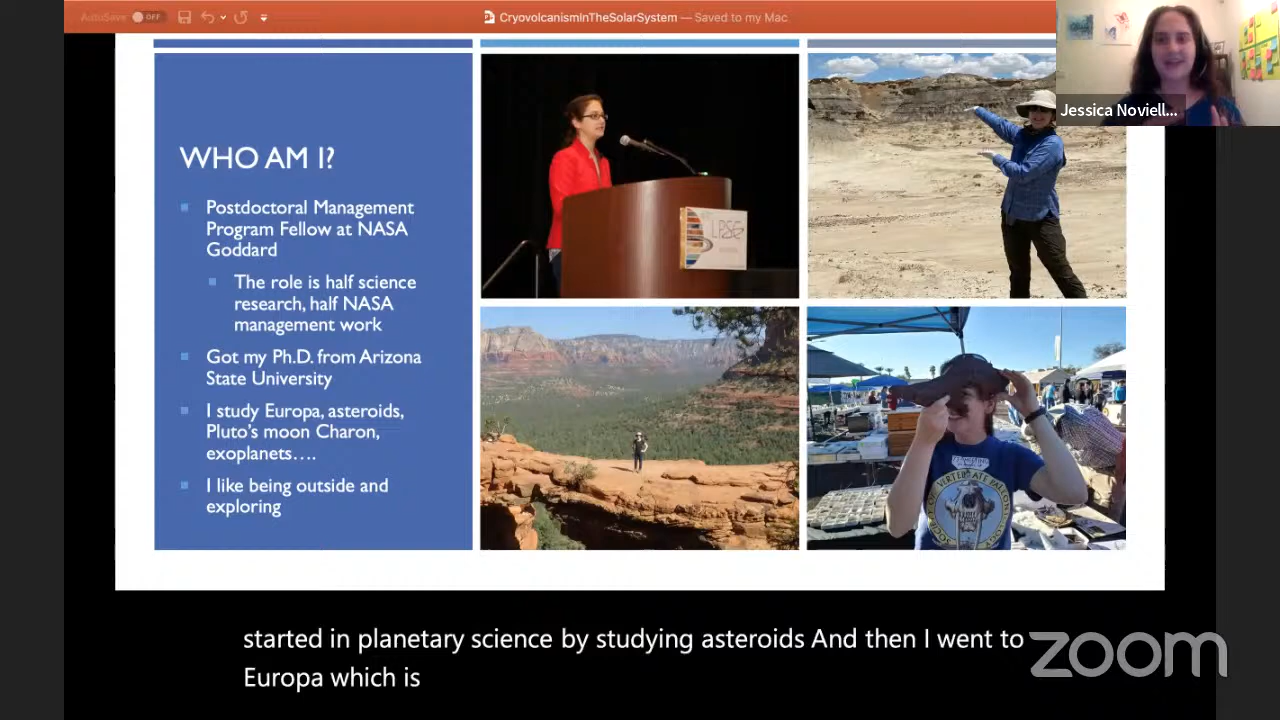 AutoSave OFF
CryovolcanismInTheSolarSystem — Saved to my Mac
Jessica Noviell...
WHO AM I?
Postdoctoral Management
Program Fellow at NASA
Goddard
The role is half science
research, half NASA
management work
Got my Ph.D. from Arizona
State University
I study Europa, asteroids,
Pluto's moon Charon,
exoplanets....
I like being outside and
exploring
LPSC
started in planetary science by studying asteroids And then I went to
Europa which is
zoom